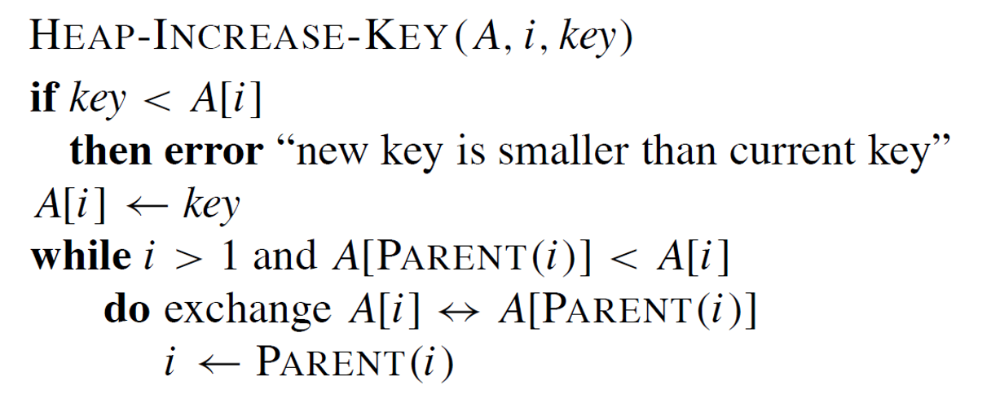 HEAP-INCREASE-KEY(A, i, key)
if key < A[i]
then error “new key is smaller than current key”
A[i] ← key
while i > 1 and A[PARENT(i)] < A[i]
do exchange A[i] ↔ A[PARENT(i)]
i ← PARENT(i)